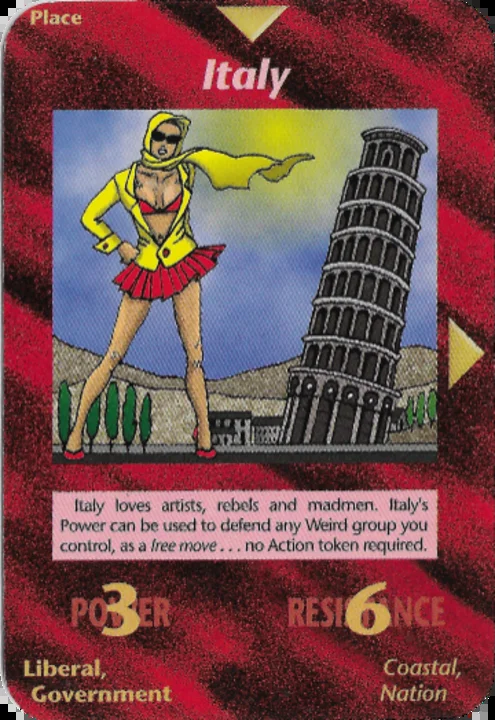 Place
Italy
Italy loves artists, rebels and madmen. Italy's
Power can be used to defend any Weird group you
control, as a free move . . . no Action token required.
POWER 3 RESISTANCE 6
Liberal, Coastal,
Government Nation